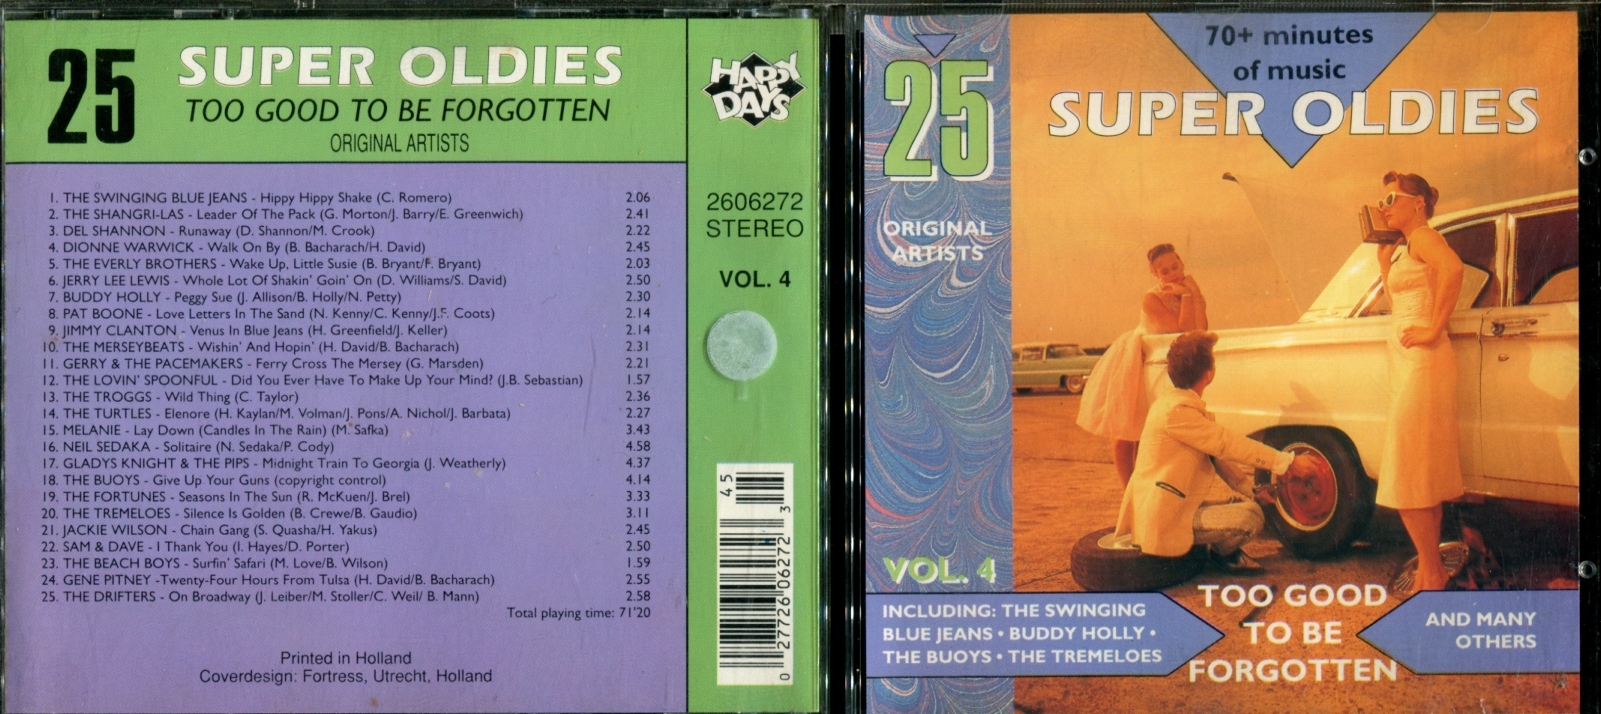 25 SUPER OLDIES
TOO GOOD TO BE FORGOTTEN
ORIGINAL ARTISTS
1. THE SWINGING BLUE JEANS - Hippy Hippy Shake (C. Romero) 2.06
2. THE SHANGRI-LAS - Leader Of The Pack (G. Morton/J. Barry/E. Greenwich) 2.41
3. DEL SHANNON - Runaway (D. Shannon/M. Crook) 2.22
4. DIONNE WARWICK - Walk On By (B. Bacharach/H. David) 2.45
5. THE EVERLY BROTHERS - Wake Up, Little Susie (B. Bryant/F. Bryant) 2.03
6. JERRY LEE LEWIS - Whole Lot Of Shakin' Goin' On (D. Williams/S. David) 2.50
7. BUDDY HOLLY - Peggy Sue (J. Allison/B. Holly/N. Petty) 2.30
8. PAT BOONE - Love Letters In The Sand (N. Kenny/C. Kenny/J.F. Coots) 2.14
9. JIMMY CLANTON - Venus In Blue Jeans (H. Greenfield/J. Keller) 2.14
10. THE MERSEYBEATS - Wishin' And Hopin' (H. David/B. Bacharach) 2.31
11. GERRY & THE PACEMAKERS - Ferry Cross The Mersey (G. Marsden) 2.21
12. THE LOVIN' SPOONFUL - Did You Ever Have To Make Up Your Mind? (J.B. Sebastian) 1.57
13. THE TROGGS - Wild Thing (C. Taylor) 2.36
14. THE TURTLES - Elenore (H. Kaylan/M. Volman/J. Pons/A. Nichol/J. Barbata) 2.27
15. MELANIE - Lay Down (Candles In The Rain) (M. Safka) 3.43
16. NEIL SEDAKA - Solitaire (N. Sedaka/P. Cody) 4.58
17. GLADYS KNIGHT & THE PIPS - Midnight Train To Georgia (J. Weatherly) 4.37
18. THE BUOYS - Give Up Your Guns (copyright control) 4.14
19. THE FORTUNES - Seasons In The Sun (R. McKuen/J. Brel) 3.33
20. THE TREMELOES - Silence Is Golden (B. Crewe/B. Gaudio) 3.11
21. JACKIE WILSON - Chain Gang (S. Quasha/H. Yakus) 2.45
22. SAM & DAVE - I Thank You (I. Hayes/D. Porter) 2.50
23. THE BEACH BOYS - Surfin' Safari (M. Love/B. Wilson) 1.59
24. GENE PITNEY -Twenty-Four Hours From Tulsa (H. David/B. Bacharach) 2.55
25. THE DRIFTERS - On Broadway (J. Leiber/M. Stoller/C. Weil/ B. Mann) 2.58
Total playing time: 71'20
Printed in Holland
Coverdesign: Fortress, Utrecht, Holland
HAPPY
DAYS
2606272
STEREO
VOL. 4
45
0 27726 06272 3
25
ORIGINAL
ARTISTS
VOL. 4
70+ minutes
of music
SUPER OLDIES
INCLUDING: THE SWINGING
BLUE JEANS • BUDDY HOLLY •
THE BUOYS • THE TREMELOES
TOO GOOD
TO BE
FORGOTTEN
AND MANY
OTHERS